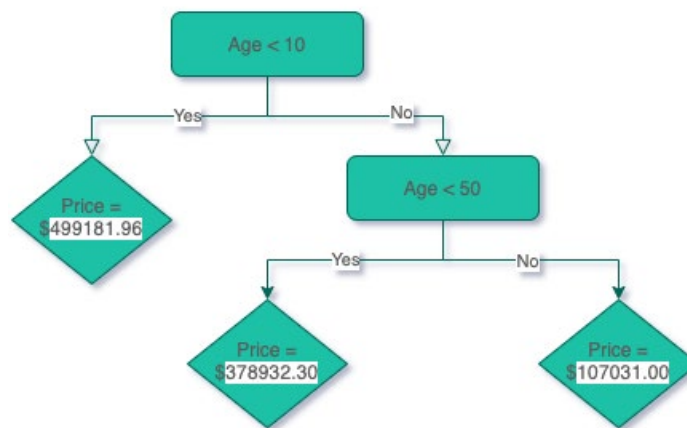 Age < 10
Yes
No
Price =
$499181.96
Age < 50
Yes
No
Price =
$378932.30
Price =
$107031.00